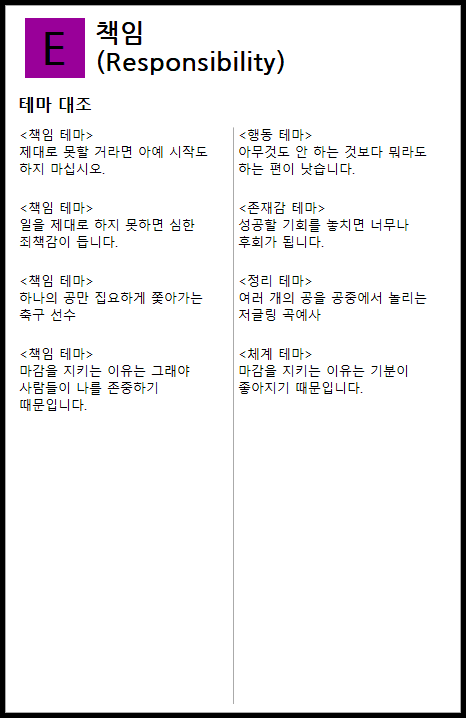 E
책임
(Responsibility)
테마 대조
<책임 테마>
제대로 못할 거라면 아예 시작도
하지 마십시오.
<행동 테마>
아무것도 안 하는 것보다 뭐라도
하는 편이 낫습니다.
<책임 테마>
일을 제대로 하지 못하면 심한
죄책감이 듭니다.
<존재감 테마>
성공할 기회를 놓치면 너무나
후회가 됩니다.
<책임 테마>
하나의 공만 집요하게 쫓아가는
축구 선수
<정리 테마>
여러 개의 공을 공중에서 놀리는
저글링 곡예사
<책임 테마>
마감을 지키는 이유는 그래야
사람들이 나를 존중하기
때문입니다.
<체계 테마>
마감을 지키는 이유는 기분이
좋아지기 때문입니다.